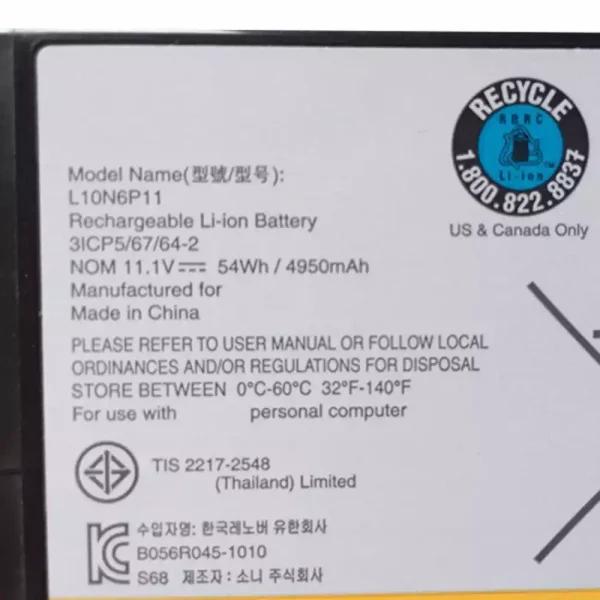 RECYCLE
RBRC
Li-ion
1.800.822.8837
US & Canada Only
Model Name(型號/型号):
L10N6P11
Rechargeable Li-ion Battery
3ICP5/67/64-2
NOM 11.1V⎓ 54Wh / 4950mAh
Manufactured for
Made in China
PLEASE REFER TO USER MANUAL OR FOLLOW LOCAL
ORDINANCES AND/OR REGULATIONS FOR DISPOSAL
STORE BETWEEN 0°C-60°C 32°F-140°F
For use with personal computer
TIS 2217-2548
(Thailand) Limited
수입자명: 한국레노버 유한회사
B056R045-1010
S68 제조자 : 소니 주식회사